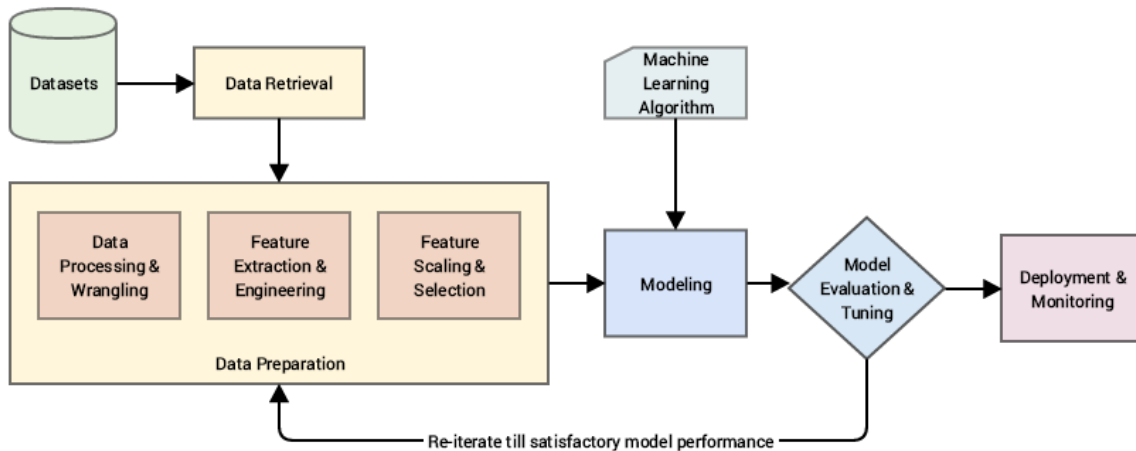 Datasets
Data Retrieval
Machine
Learning
Algorithm
Data
Processing &
Wrangling
Feature
Extraction &
Engineering
Feature
Scaling &
Selection
Data Preparation
Modeling
Model
Evaluation &
Tuning
Deployment &
Monitoring
Re-iterate till satisfactory model performance